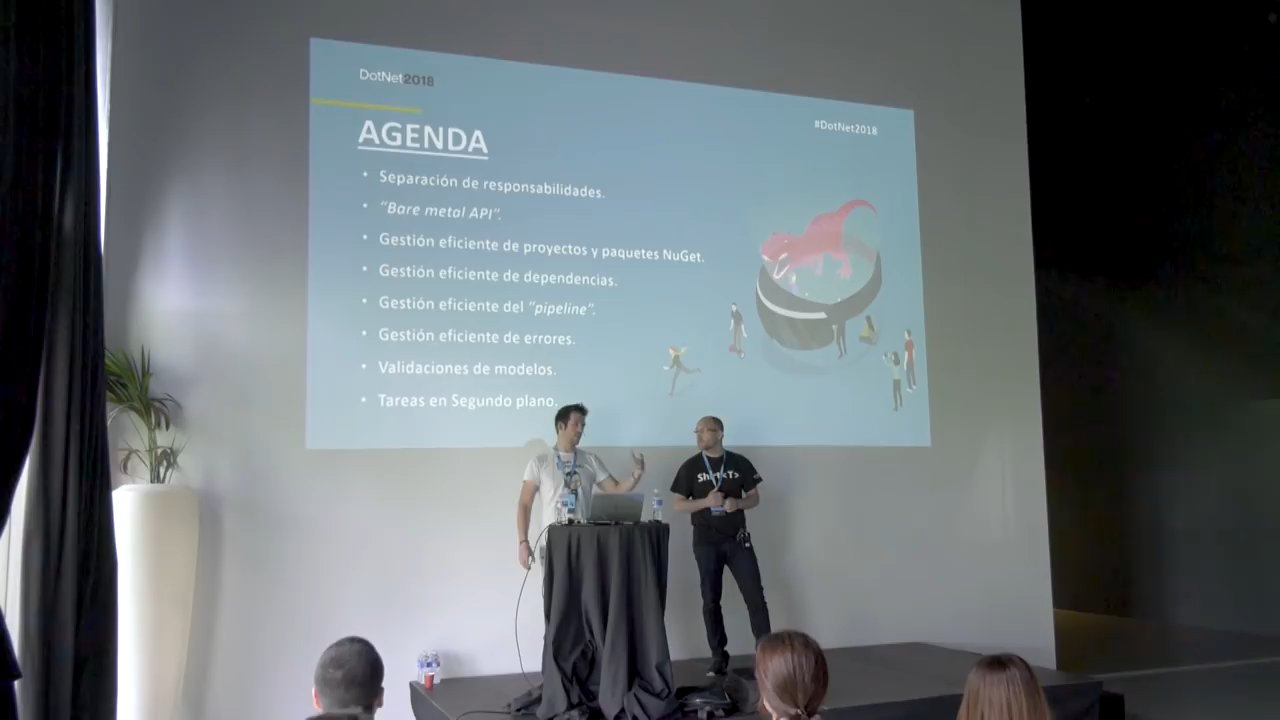 DotNet2018
#DotNet2018
AGENDA
• Separación de responsabilidades.
• “Bare metal API”.
• Gestión eficiente de proyectos y paquetes NuGet.
• Gestión eficiente de dependencias.
• Gestión eficiente del “pipeline”.
• Gestión eficiente de errores.
• Validaciones de modelos.
• Tareas en Segundo plano.